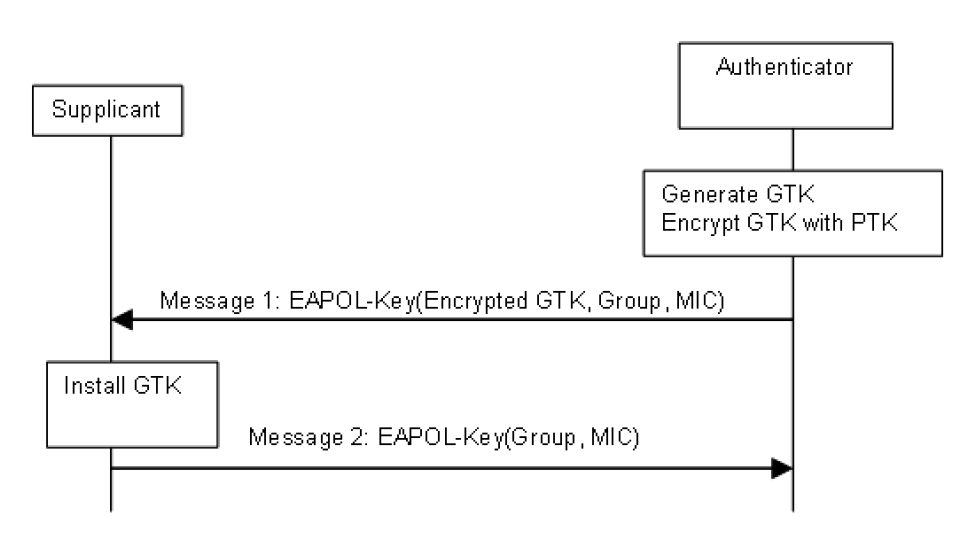 Authenticator
Supplicant
Generate GTK
Encrypt GTK with PTK
Message 1: EAPOL-Key(Encrypted GTK, Group, MIC)
Install GTK
Message 2: EAPOL-Key(Group, MIC)